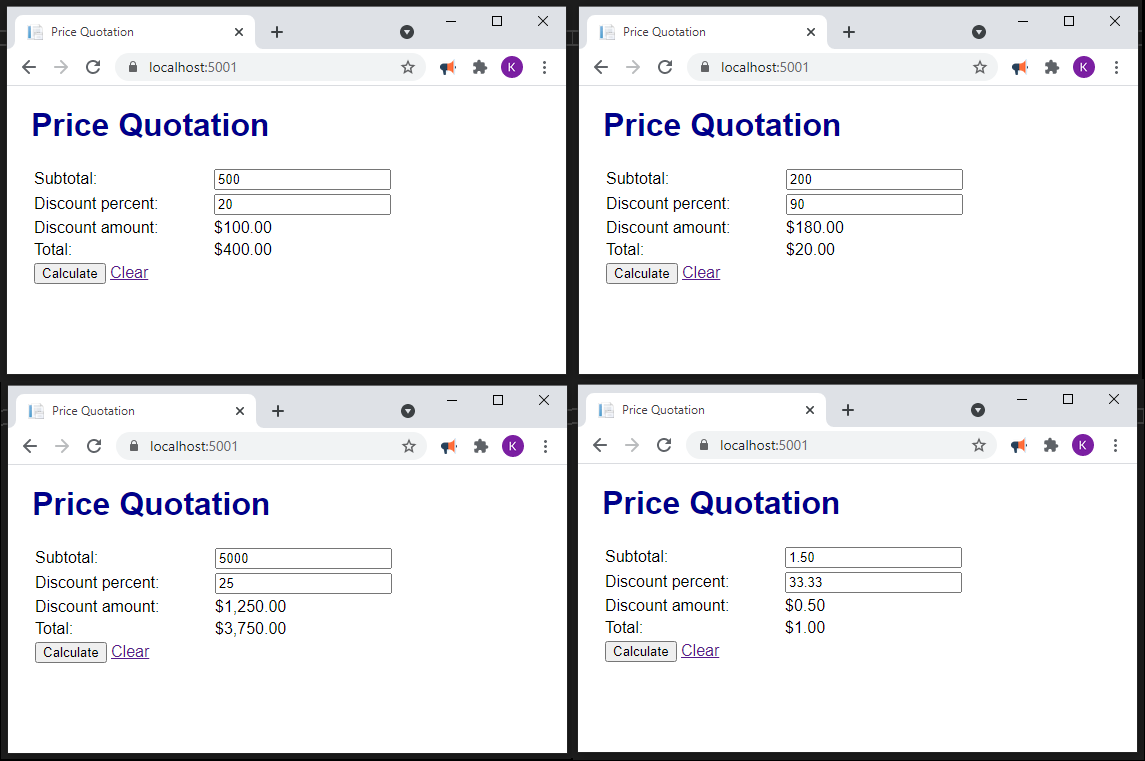 Price Quotation
localhost:5001
K
Price Quotation
Subtotal: 500
Discount percent: 20
Discount amount: $100.00
Total: $400.00
Calculate Clear
Price Quotation
localhost:5001
K
Price Quotation
Subtotal: 200
Discount percent: 90
Discount amount: $180.00
Total: $20.00
Calculate Clear
Price Quotation
localhost:5001
K
Price Quotation
Subtotal: 5000
Discount percent: 25
Discount amount: $1,250.00
Total: $3,750.00
Calculate Clear
Price Quotation
localhost:5001
K
Price Quotation
Subtotal: 1.50
Discount percent: 33.33
Discount amount: $0.50
Total: $1.00
Calculate Clear